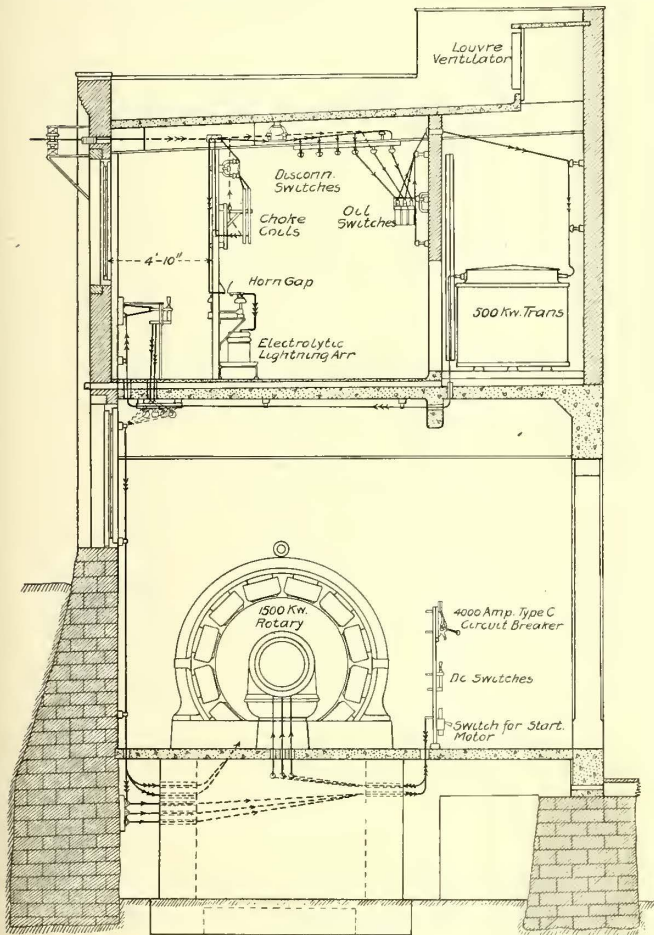 Louvre
Ventilator
Disconn.
Switches
Choke
Coils
Oil
Switches
4'-10"
Horn Gap
500 Kw. Trans
Electrolytic
Lightning Arr
1500 Kw.
Rotary
4000 Amp. Type C
Circuit Breaker
Dc Switches
Switch for Start.
Motor